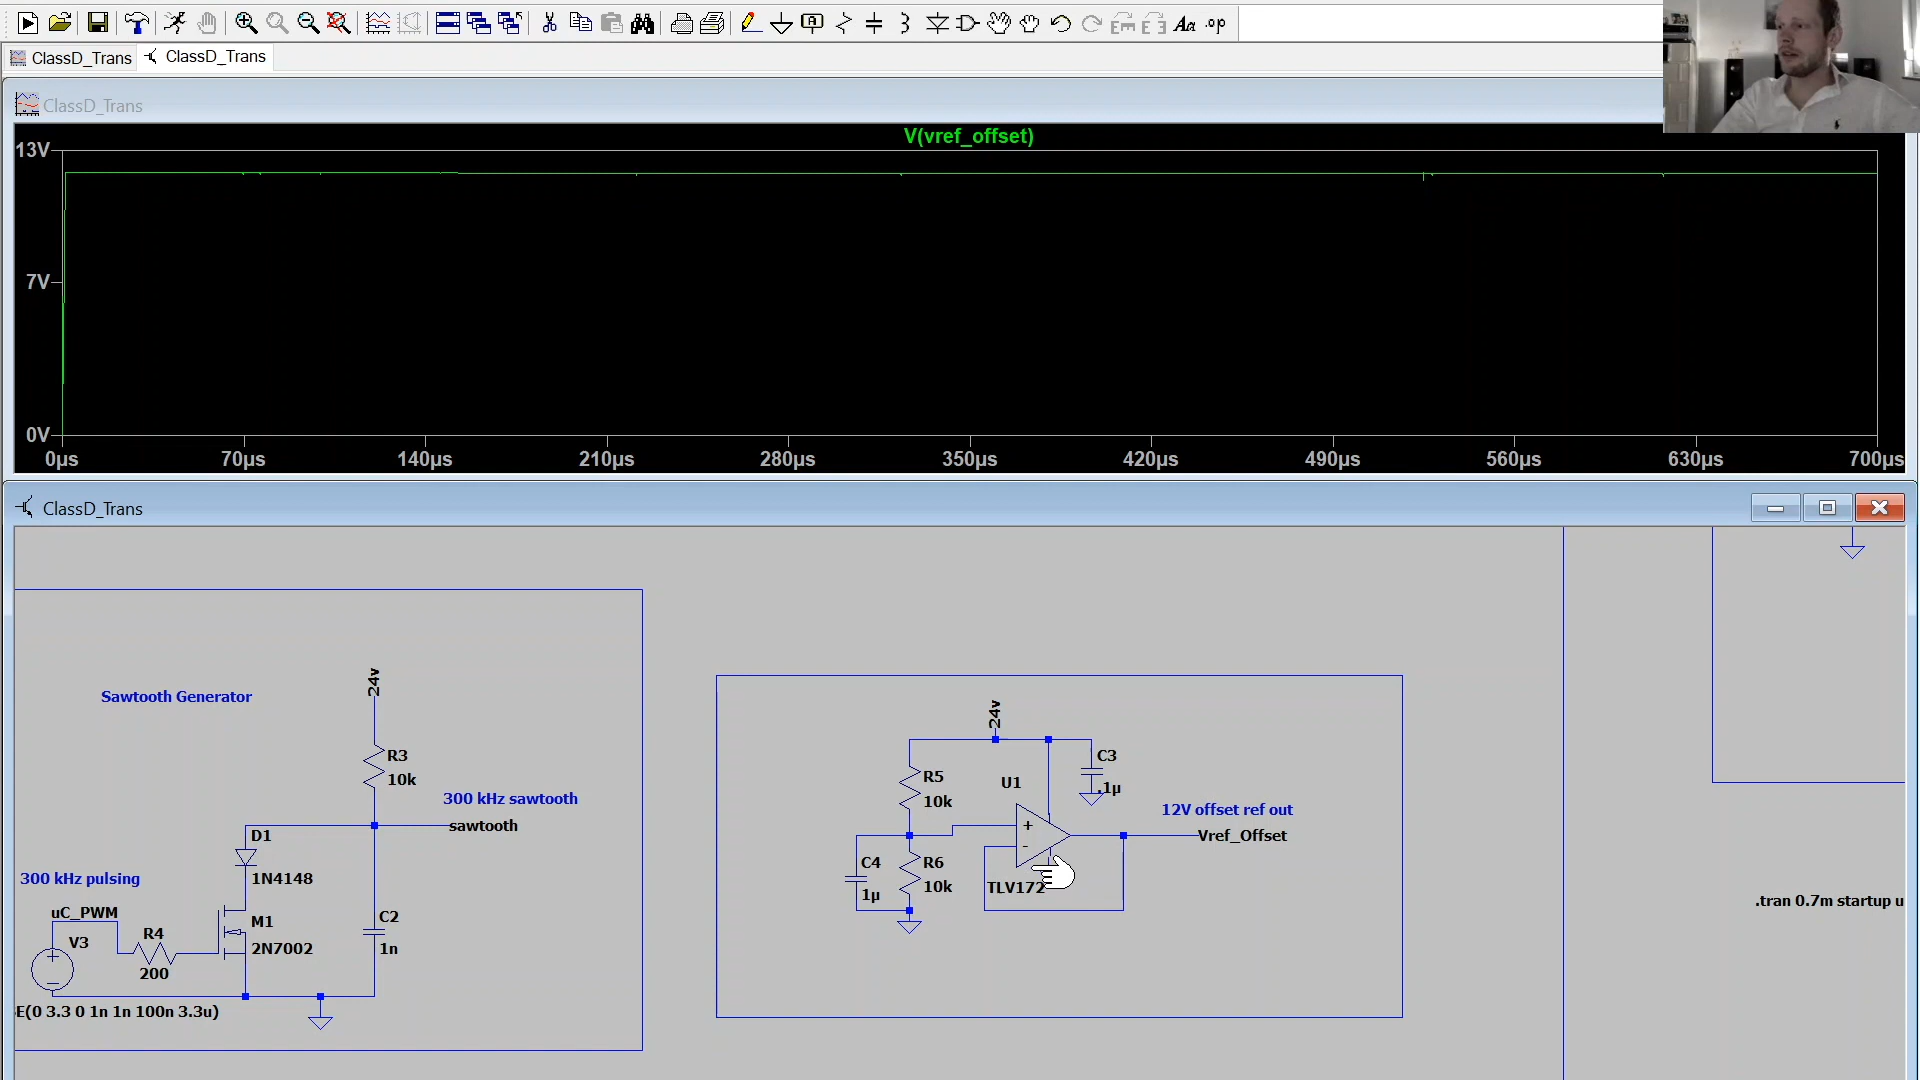 Aa .op
ClassD_Trans ClassD_Trans
ClassD_Trans
V(vref_offset)
13V
7V
0V
0µs 70µs 140µs 210µs 280µs 350µs 420µs 490µs 560µs 630µs 700µs
ClassD_Trans
Sawtooth Generator
24v
R3
10k
300 kHz sawtooth
sawtooth
D1
1N4148
300 kHz pulsing
uC_PWM
V3
R4
200
M1
2N7002
C2
1n
E(0 3.3 0 1n 1n 100n 3.3u)
24v
R5
10k
U1
C3
.1µ
12V offset ref out
Vref_Offset
C4
1µ
R6
10k
TLV172
.tran 0.7m startup u